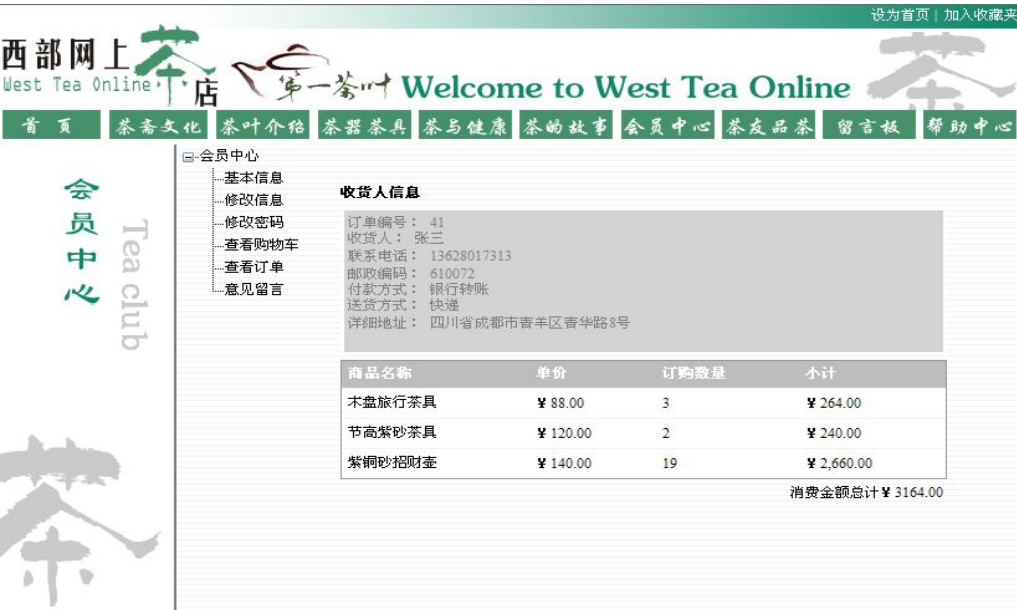 设为首页 | 加入收藏夹
西部网上茶店
West Tea Online
第一茶叶 Welcome to West Tea Online
茶
首页 茶斋文化 茶叶介绍 茶器茶具 茶与健康 茶的故事 会员中心 茶友品茶 留言板 帮助中心
会员中心
Tea club
会员中心
基本信息
修改信息
修改密码
查看购物车
查看订单
意见留言
收货人信息
订单编号： 41
收货人： 张三
联系电话： 13628017313
邮政编码： 610072
付款方式： 银行转账
送货方式： 快递
详细地址： 四川省成都市青羊区青华路8号
商品名称 单价 订购数量 小计
木盘旅行茶具 ¥ 88.00 3 ¥ 264.00
节高紫砂茶具 ¥ 120.00 2 ¥ 240.00
紫铜砂招财壶 ¥ 140.00 19 ¥ 2,660.00
消费金额总计¥ 3164.00
茶